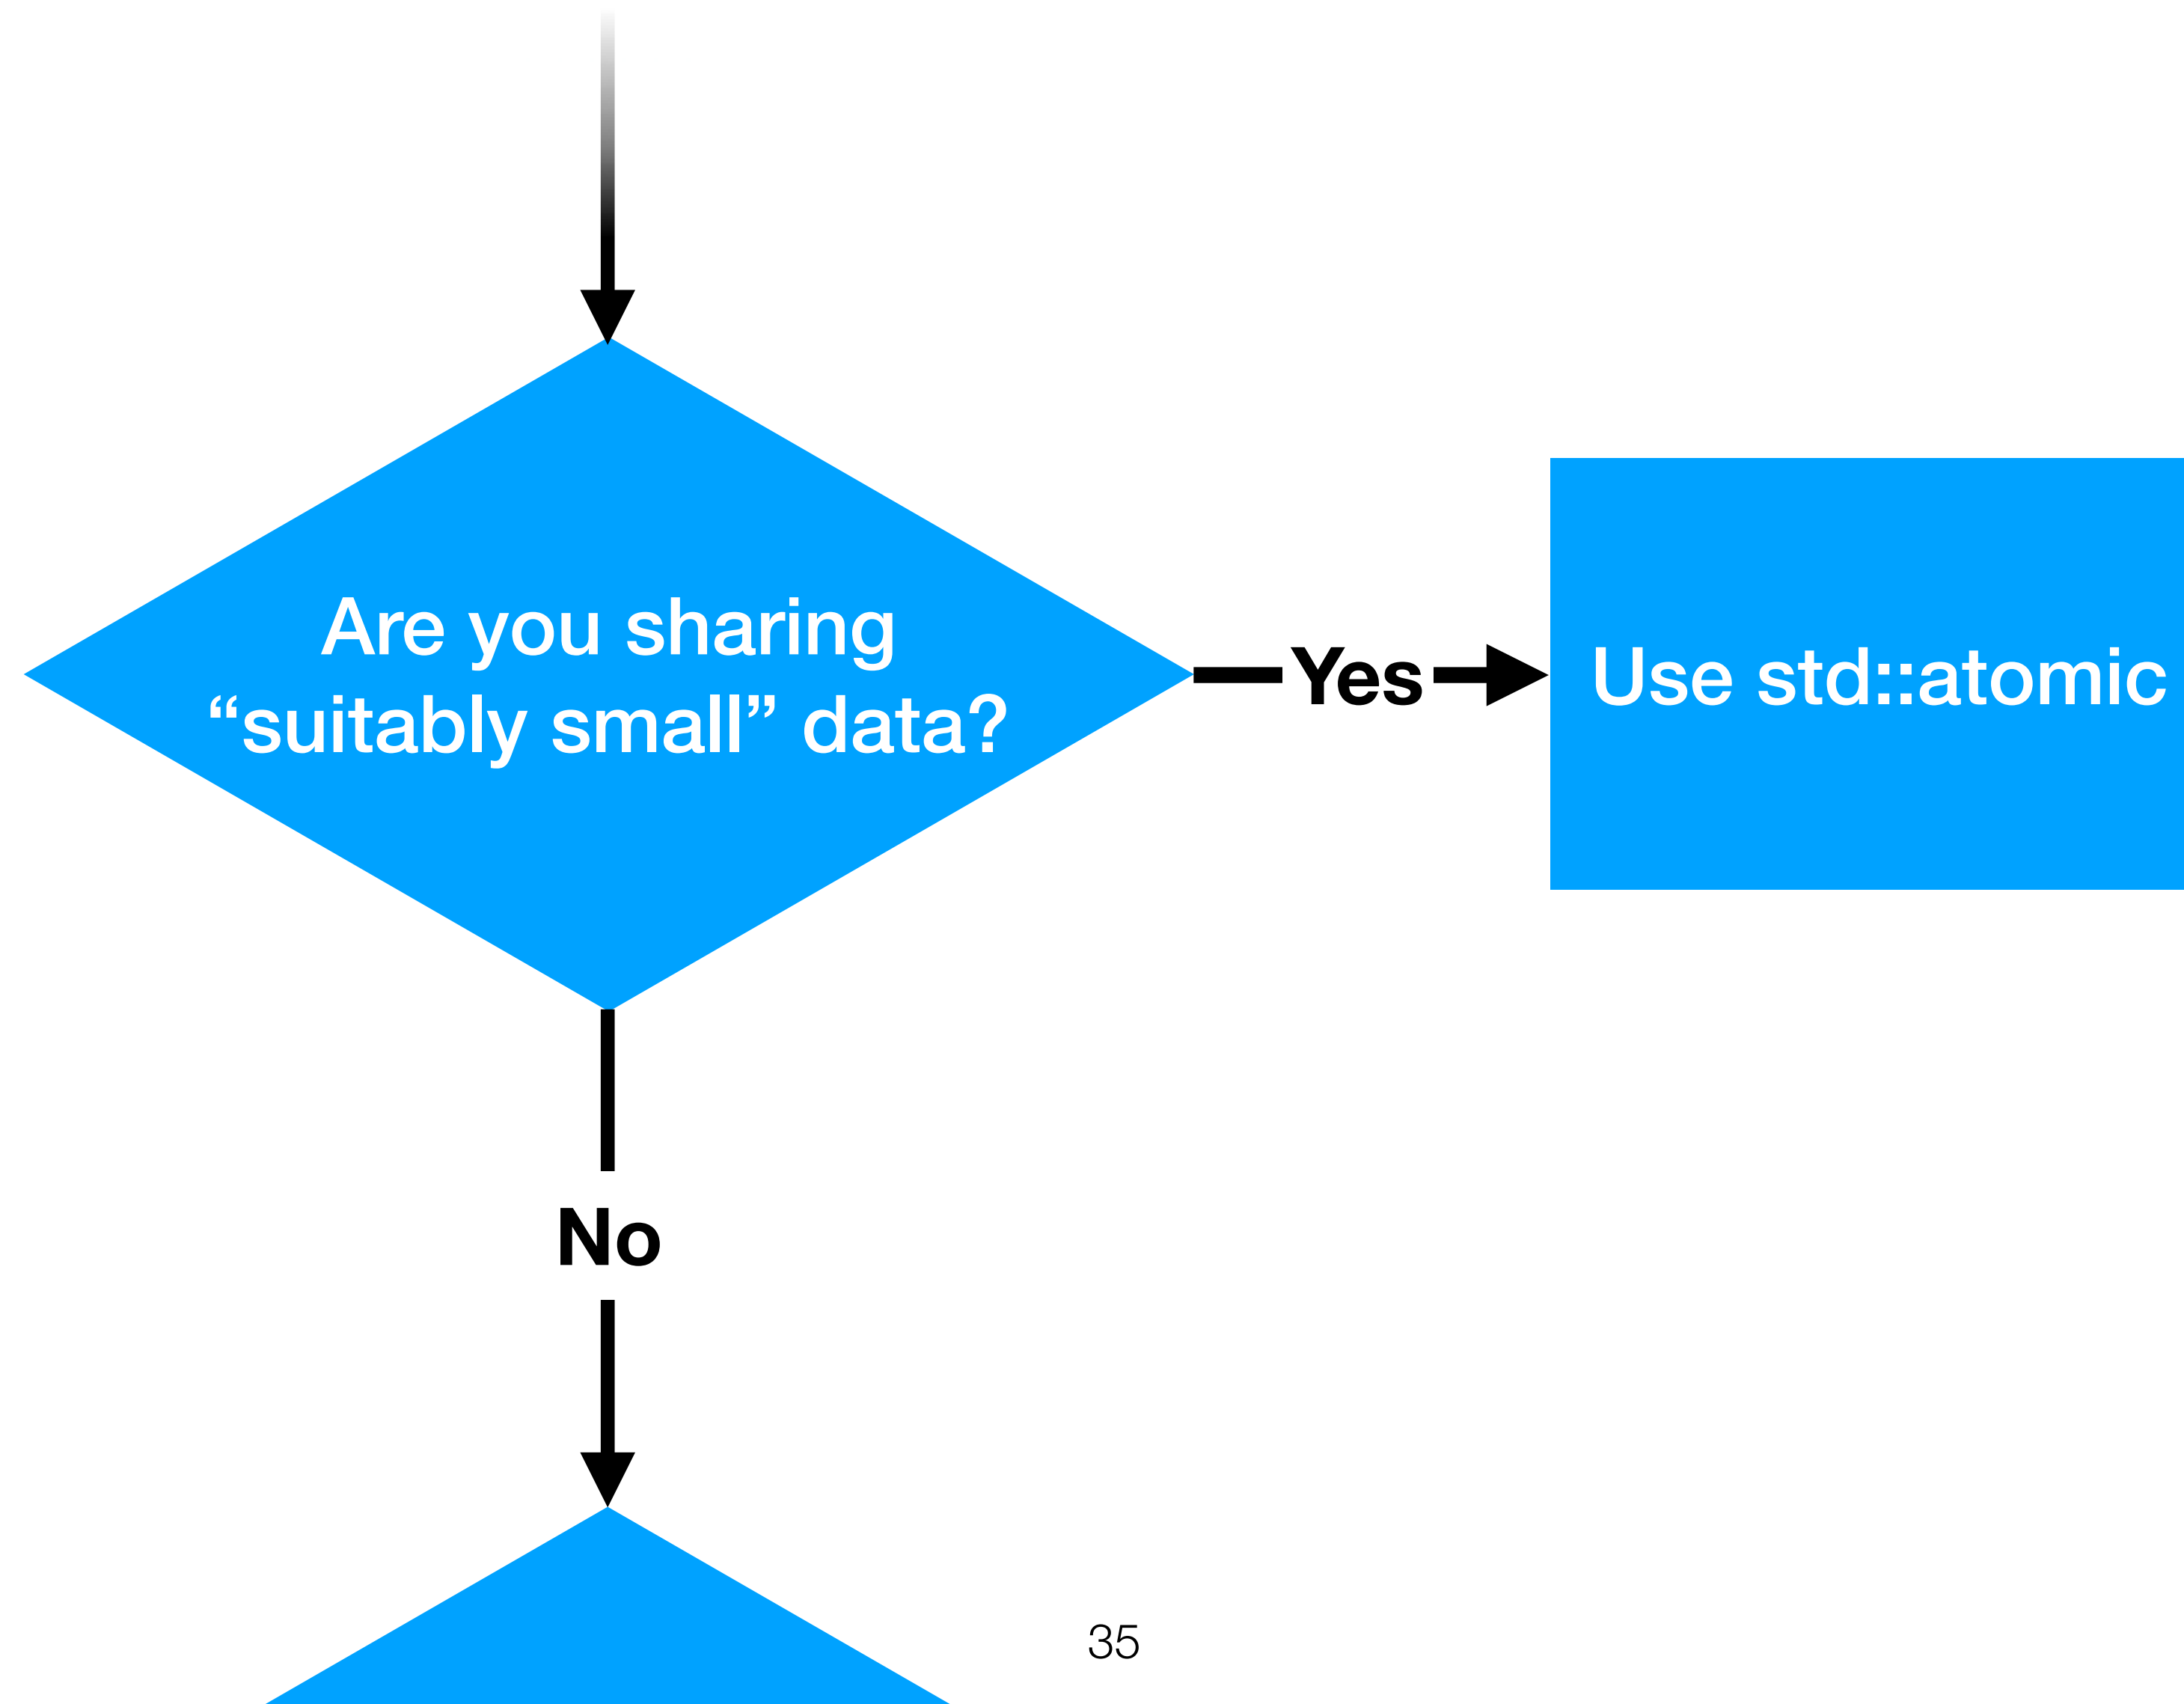 Are you sharing
“suitably small” data?
Yes
Use std::atomic
No
35